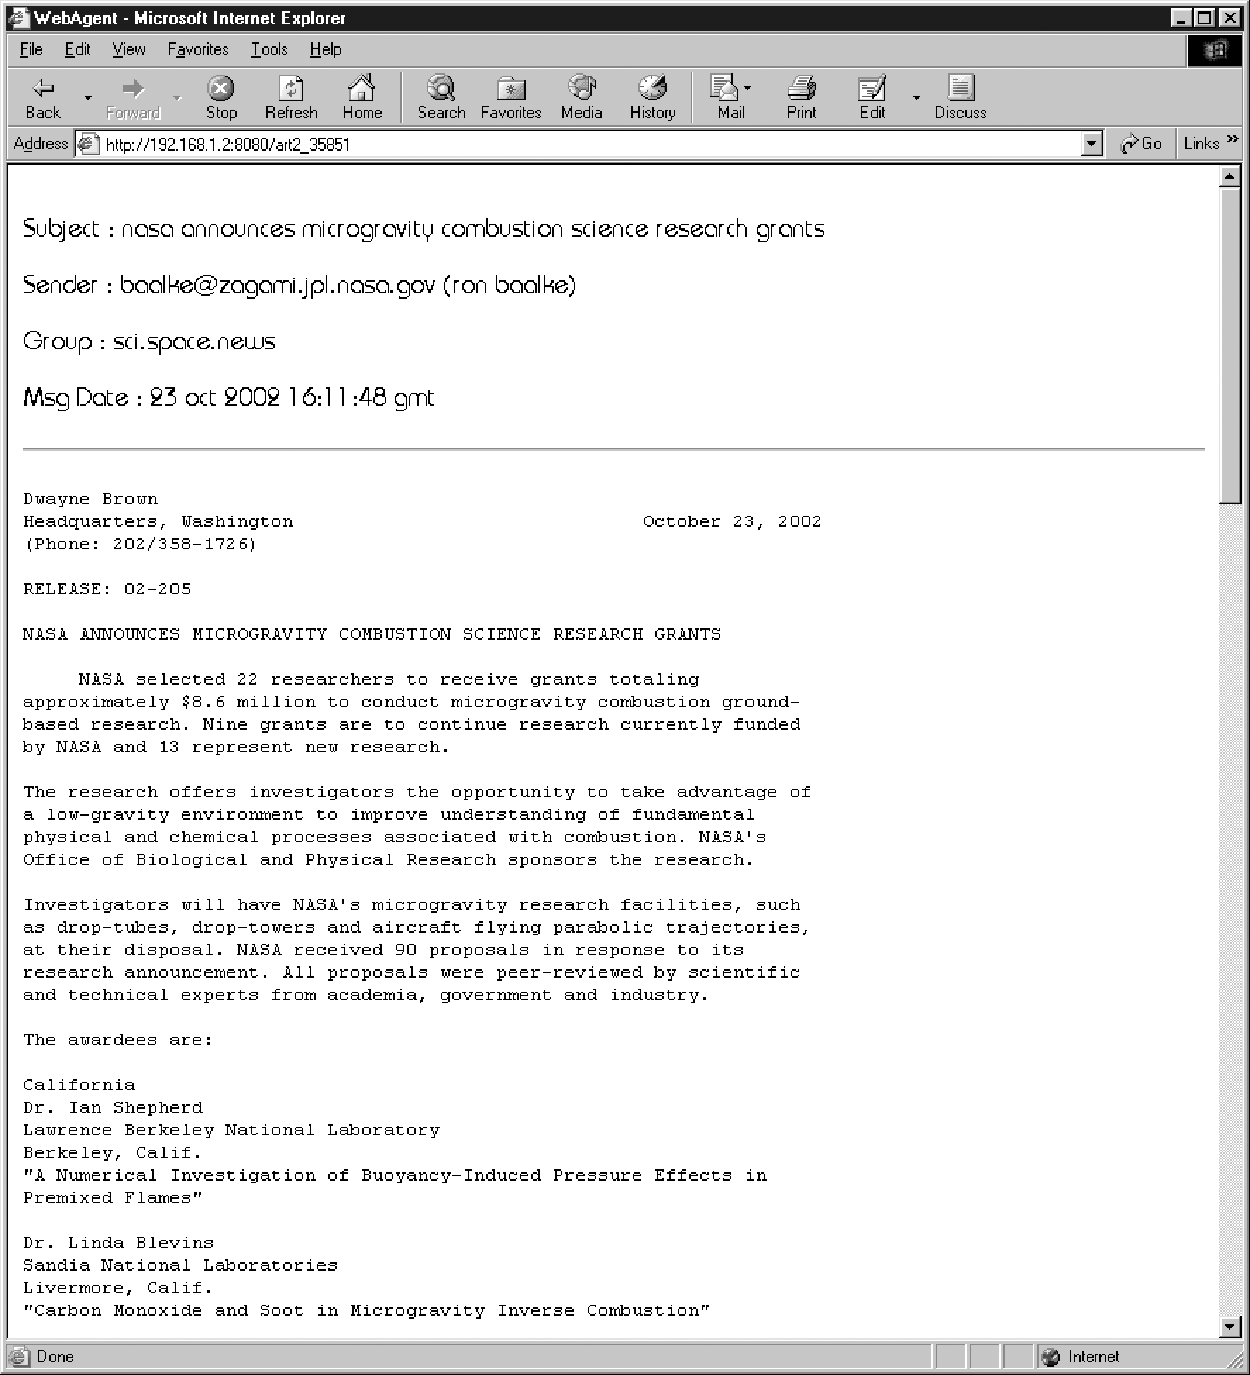 WebAgent - Microsoft Internet Explorer
File Edit View Favorites Tools Help
Back Forward Stop Refresh Home Search Favorites Media History Mail Print Edit Discuss
Address http://192.168.1.2:8080/art2_35851 Go Links »
Subject : nasa announces microgravity combustion science research grants
Sender : baalke@zagami.jpl.nasa.gov (ron baalke)
Group : sci.space.news
Msg Date : 23 oct 2002 16:11:48 gmt
Dwayne Brown
Headquarters, Washington October 23, 2002
(Phone: 202/358-1726)
RELEASE: 02-205
NASA ANNOUNCES MICROGRAVITY COMBUSTION SCIENCE RESEARCH GRANTS
NASA selected 22 researchers to receive grants totaling
approximately $8.6 million to conduct microgravity combustion ground-
based research. Nine grants are to continue research currently funded
by NASA and 13 represent new research.
The research offers investigators the opportunity to take advantage of
a low-gravity environment to improve understanding of fundamental
physical and chemical processes associated with combustion. NASA's
Office of Biological and Physical Research sponsors the research.
Investigators will have NASA's microgravity research facilities, such
as drop-tubes, drop-towers and aircraft flying parabolic trajectories,
at their disposal. NASA received 90 proposals in response to its
research announcement. All proposals were peer-reviewed by scientific
and technical experts from academia, government and industry.
The awardees are:
California
Dr. Ian Shepherd
Lawrence Berkeley National Laboratory
Berkeley, Calif.
"A Numerical Investigation of Buoyancy-Induced Pressure Effects in
Premixed Flames"
Dr. Linda Blevins
Sandia National Laboratories
Livermore, Calif.
"Carbon Monoxide and Soot in Microgravity Inverse Combustion"
Done Internet